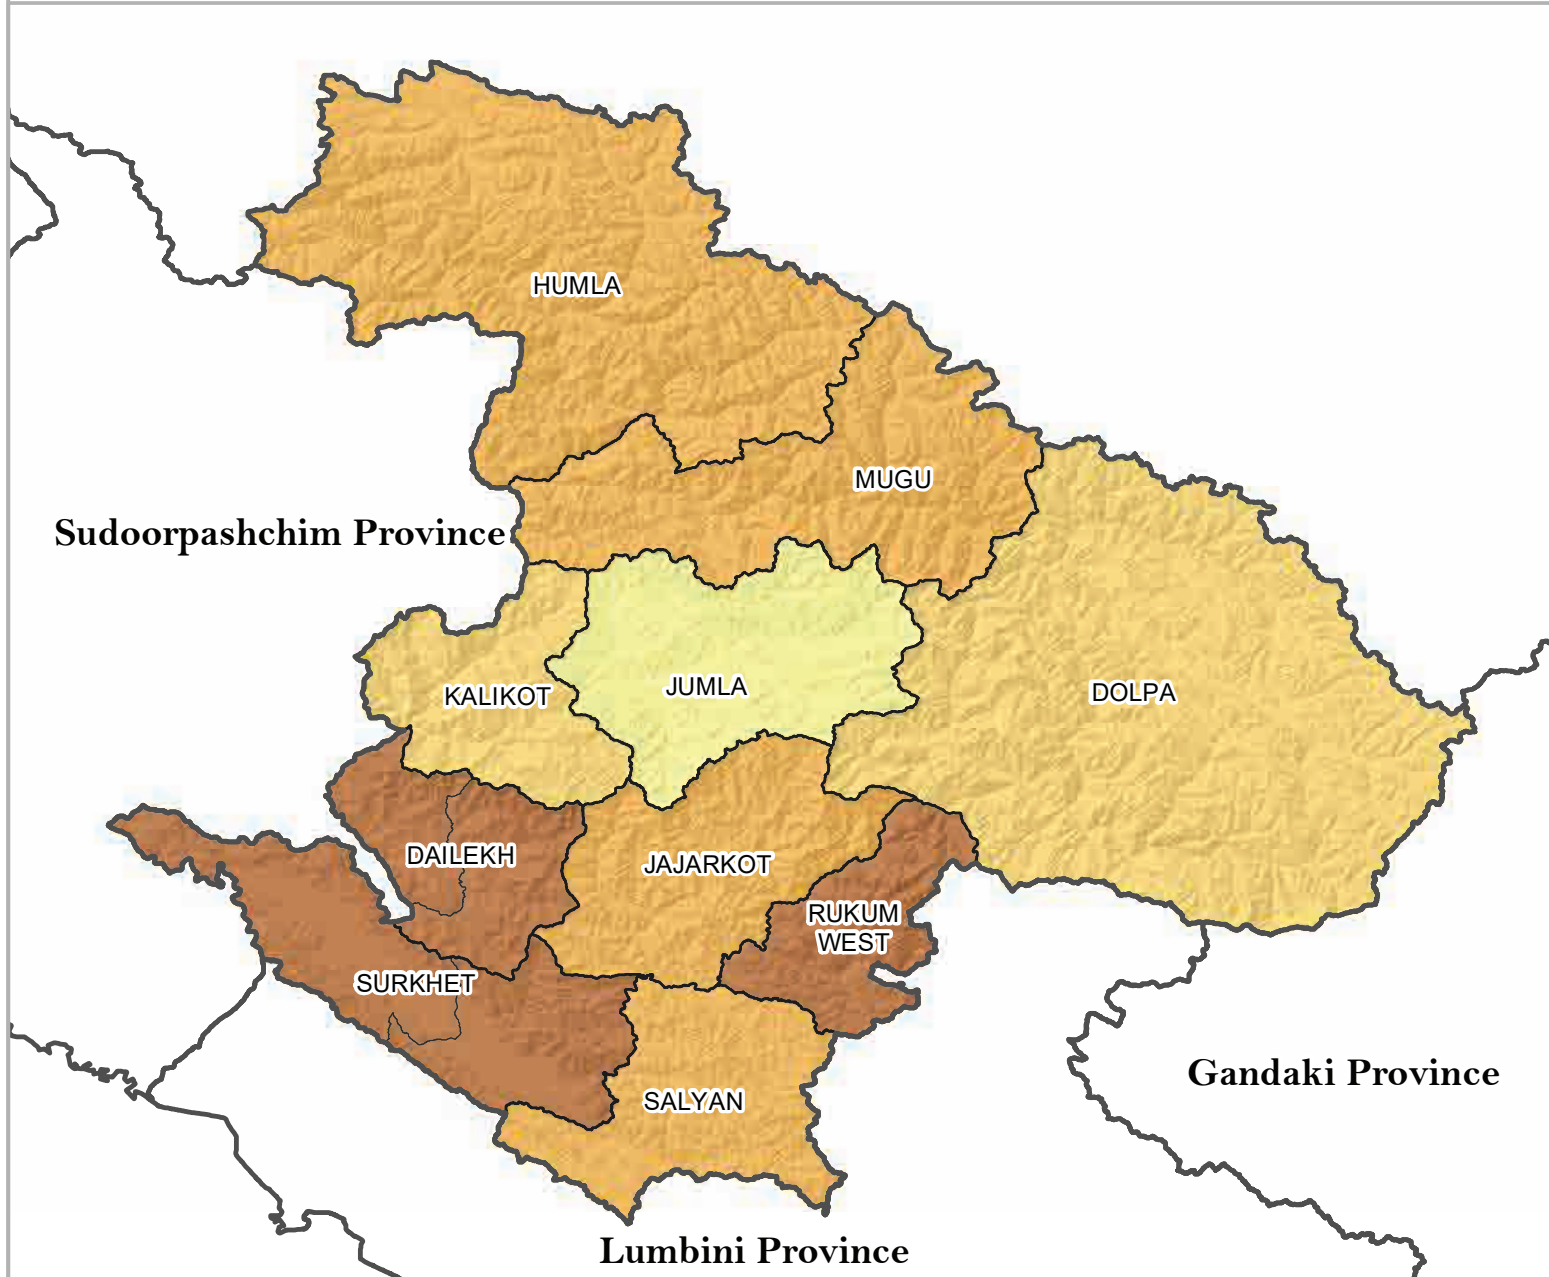 HUMLA
MUGU
Sudoorpashchim Province
KALIKOT
JUMLA
DOLPA
DAILEKH
JAJARKOT
RUKUM
WEST
SURKHET
SALYAN
Gandaki Province
Lumbini Province